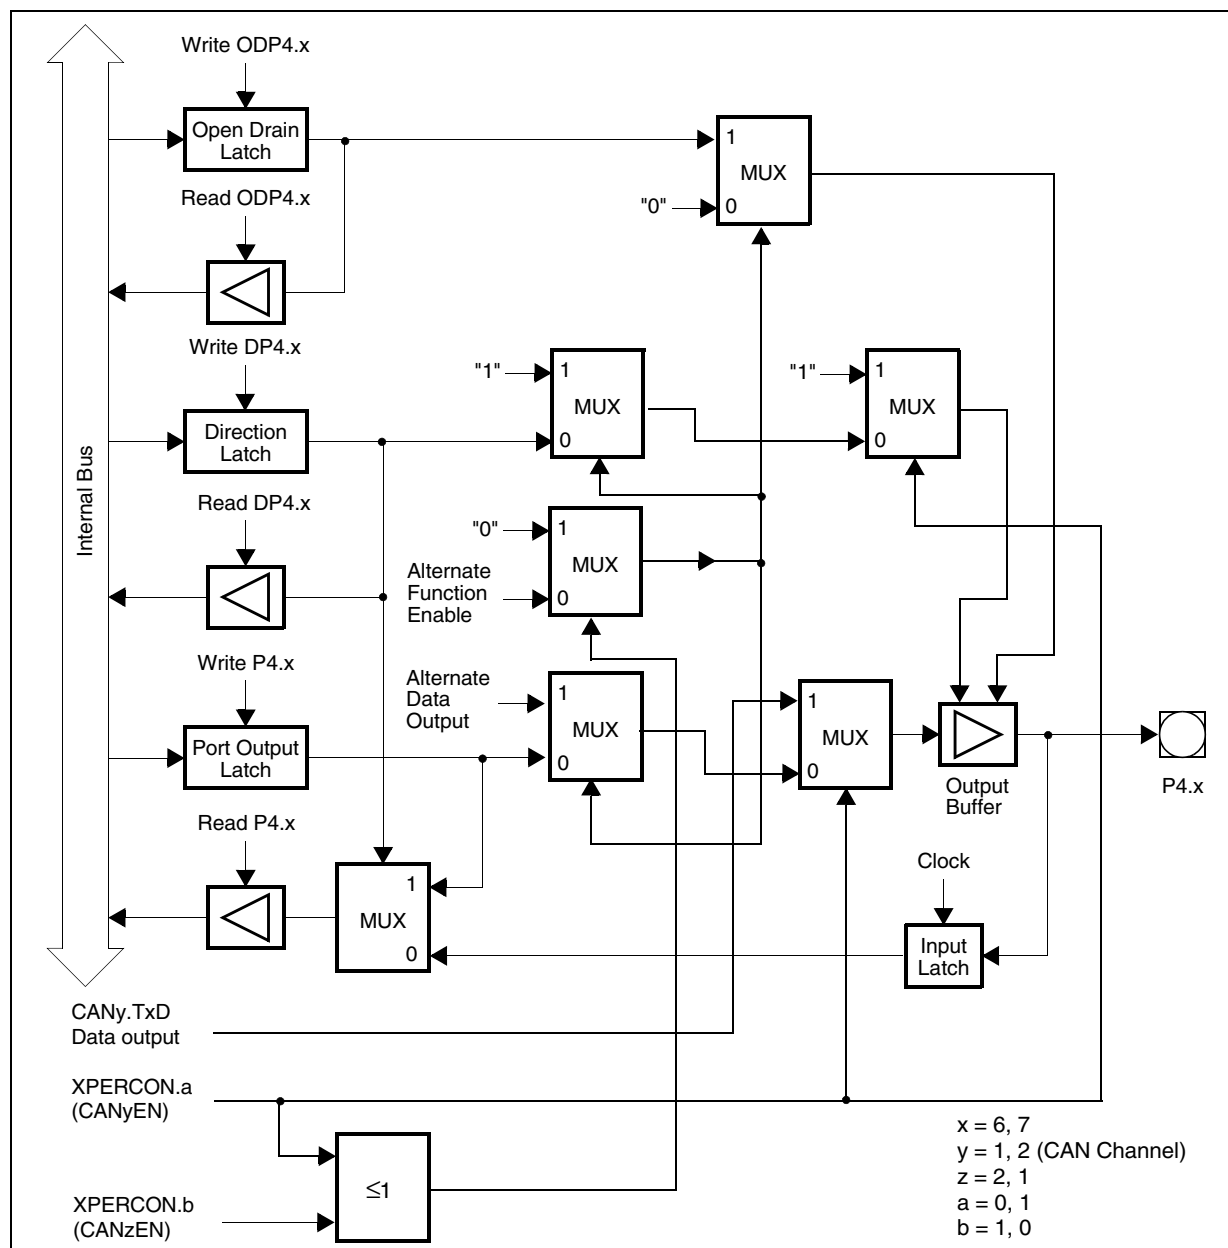 Write ODP4.x
Open Drain
Latch
Read ODP4.x
1
MUX
"0"
0
Write DP4.x
Direction
Latch
Read DP4.x
"1"
1
MUX
0
"1"
1
MUX
0
Internal Bus
"0"
1
MUX
Alternate
Function
Enable
0
Write P4.x
Port Output
Latch
Read P4.x
Alternate
Data
Output
1
MUX
0
1
MUX
0
Output
Buffer
P4.x
1
MUX
0
Clock
Input
Latch
CANy.TxD
Data output
XPERCON.a
(CANyEN)
≤1
XPERCON.b
(CANzEN)
x = 6, 7
y = 1, 2 (CAN Channel)
z = 2, 1
a = 0, 1
b = 1, 0